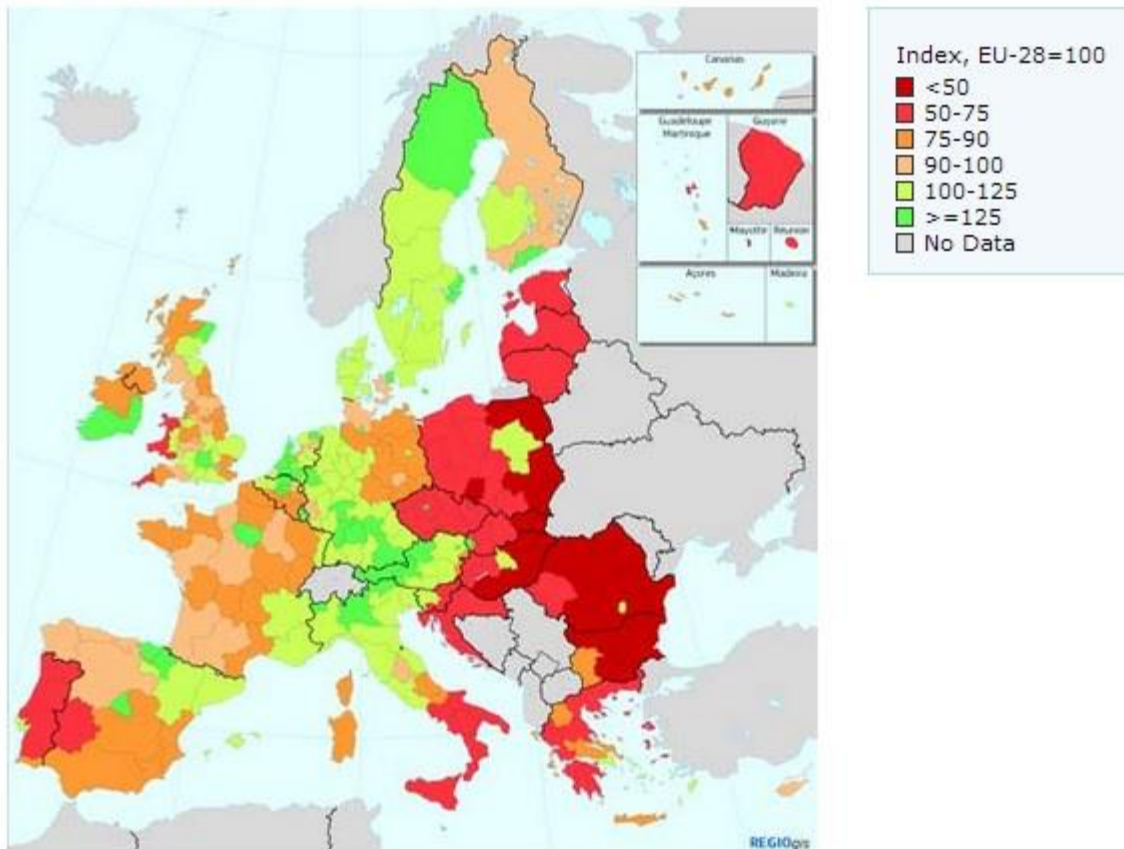 Canarias
Guadeloupe
Martinique
Guyane
Mayotte
Réunion
Açores
Madeira
REGIOgis
Index, EU-28=100
<50
50-75
75-90
90-100
100-125
>=125
No Data